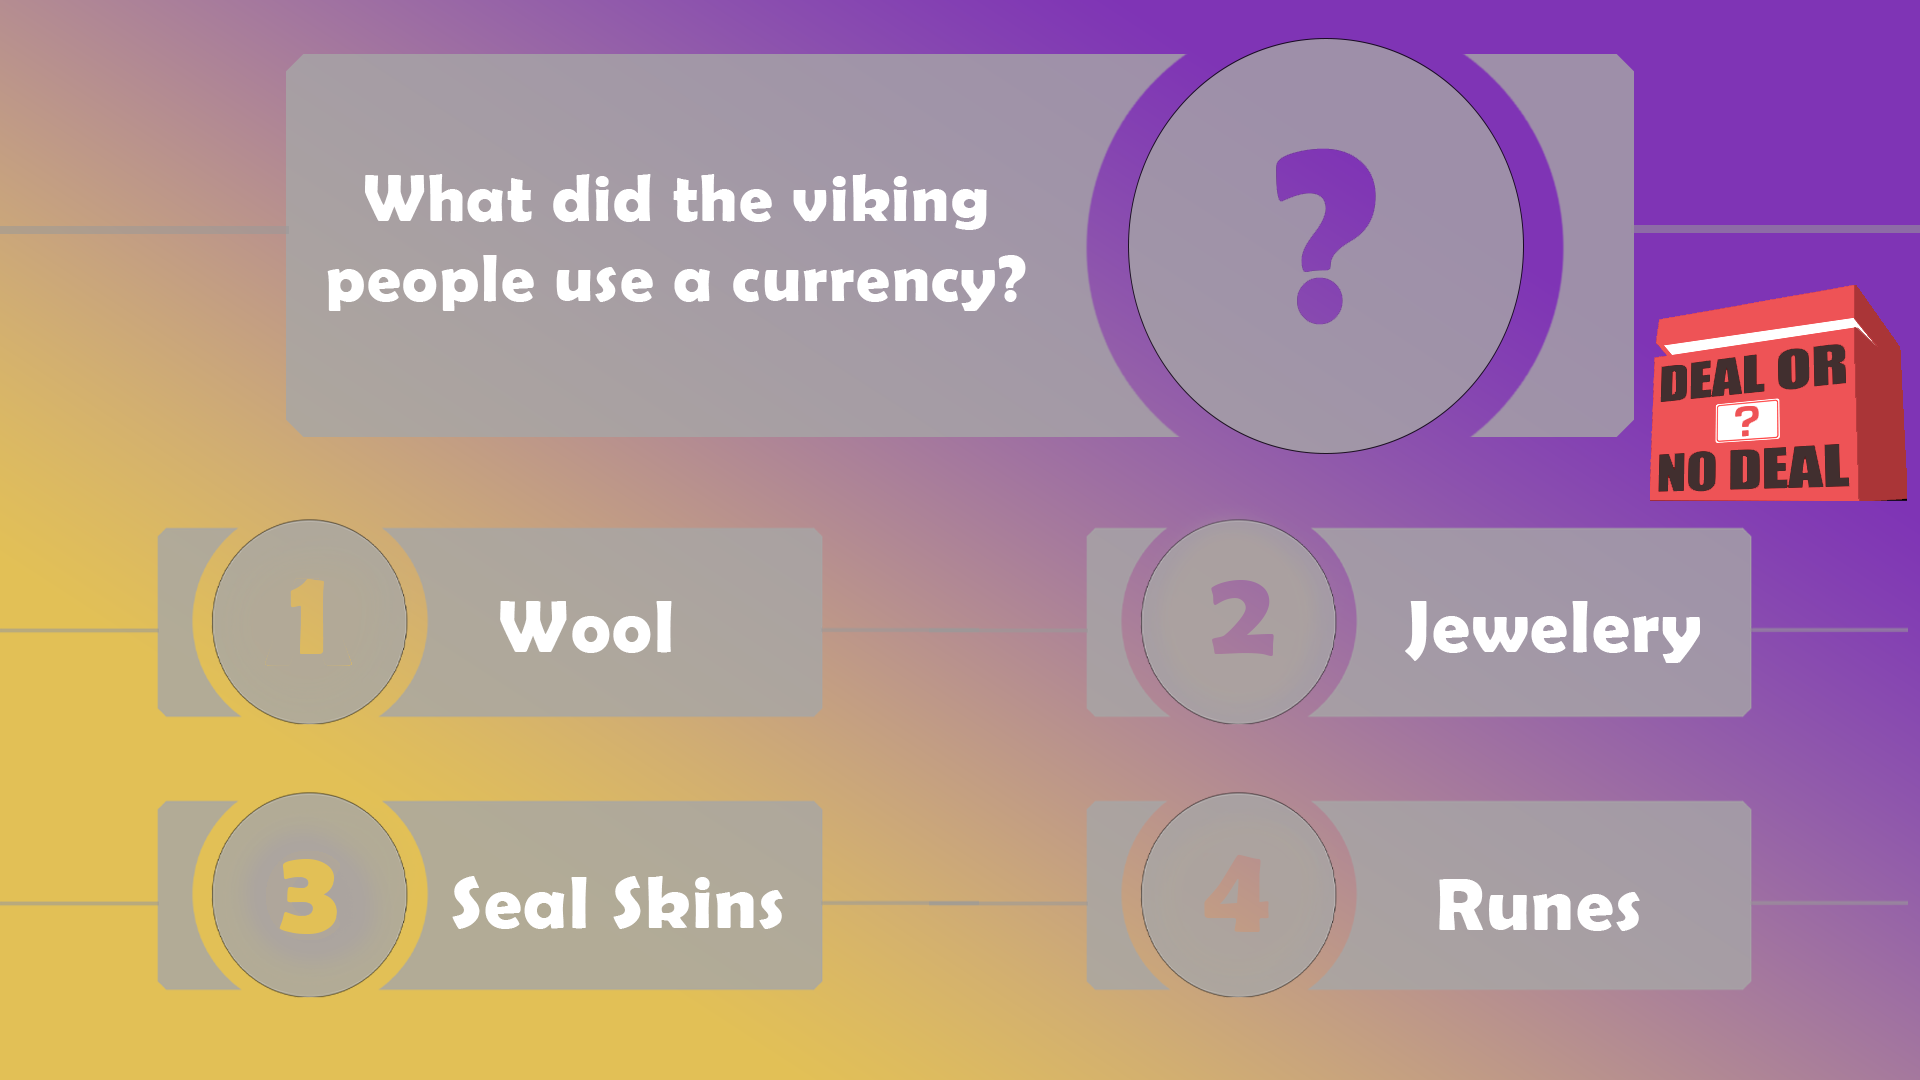 What did the viking
people use a currency?
?
DEAL OR
?
NO DEAL
1
Wool
2
Jewelery
3
Seal Skins
4
Runes